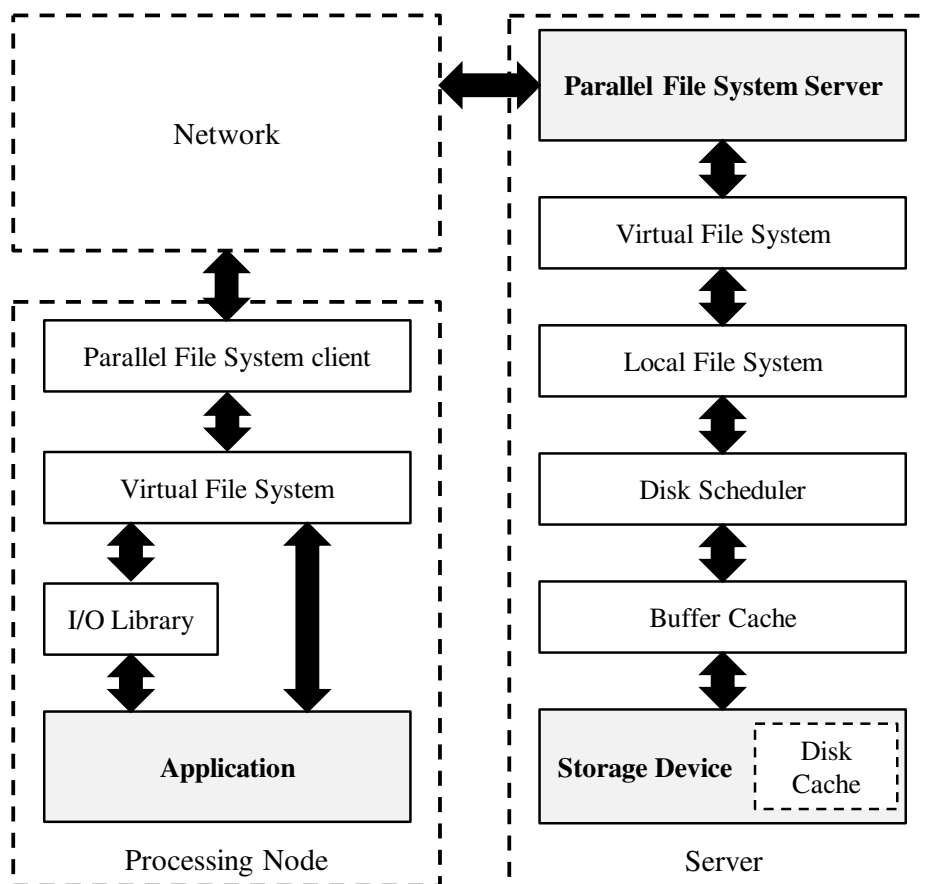 Network
Parallel File System client
Virtual File System
I/O Library
Application
Processing Node
Parallel File System Server
Virtual File System
Local File System
Disk Scheduler
Buffer Cache
Storage Device
Disk
Cache
Server